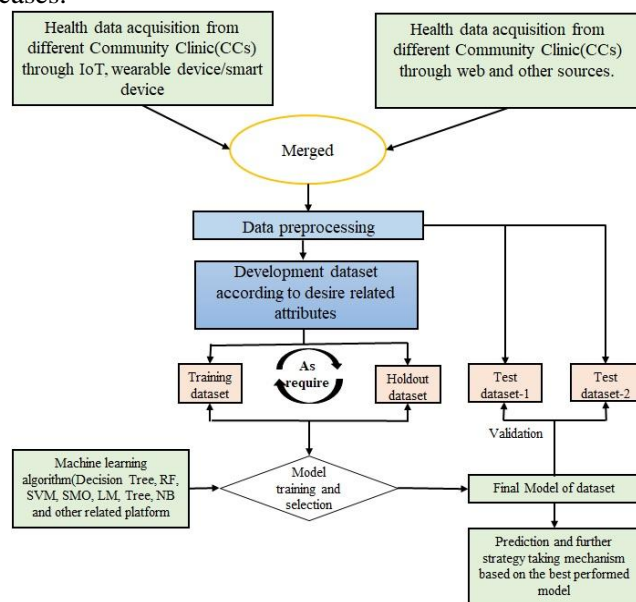 eases.
Health data acquisition from
different Community Clinic(CCs)
through IoT, wearable device/smart
device
Health data acquisition from
different Community Clinic(CCs)
through web and other sources.
Merged
Data preprocessing
Development dataset
according to desire related
attributes
Training
dataset
As
require
Holdout
dataset
Test
dataset-1
Test
dataset-2
Validation
Machine learning
algorithm(Decision Tree, RF,
SVM, SMO, LM, Tree, NB
and other related platform
Model
training and
selection
Final Model of dataset
Prediction and further
strategy taking mechanism
based on the best performed
model